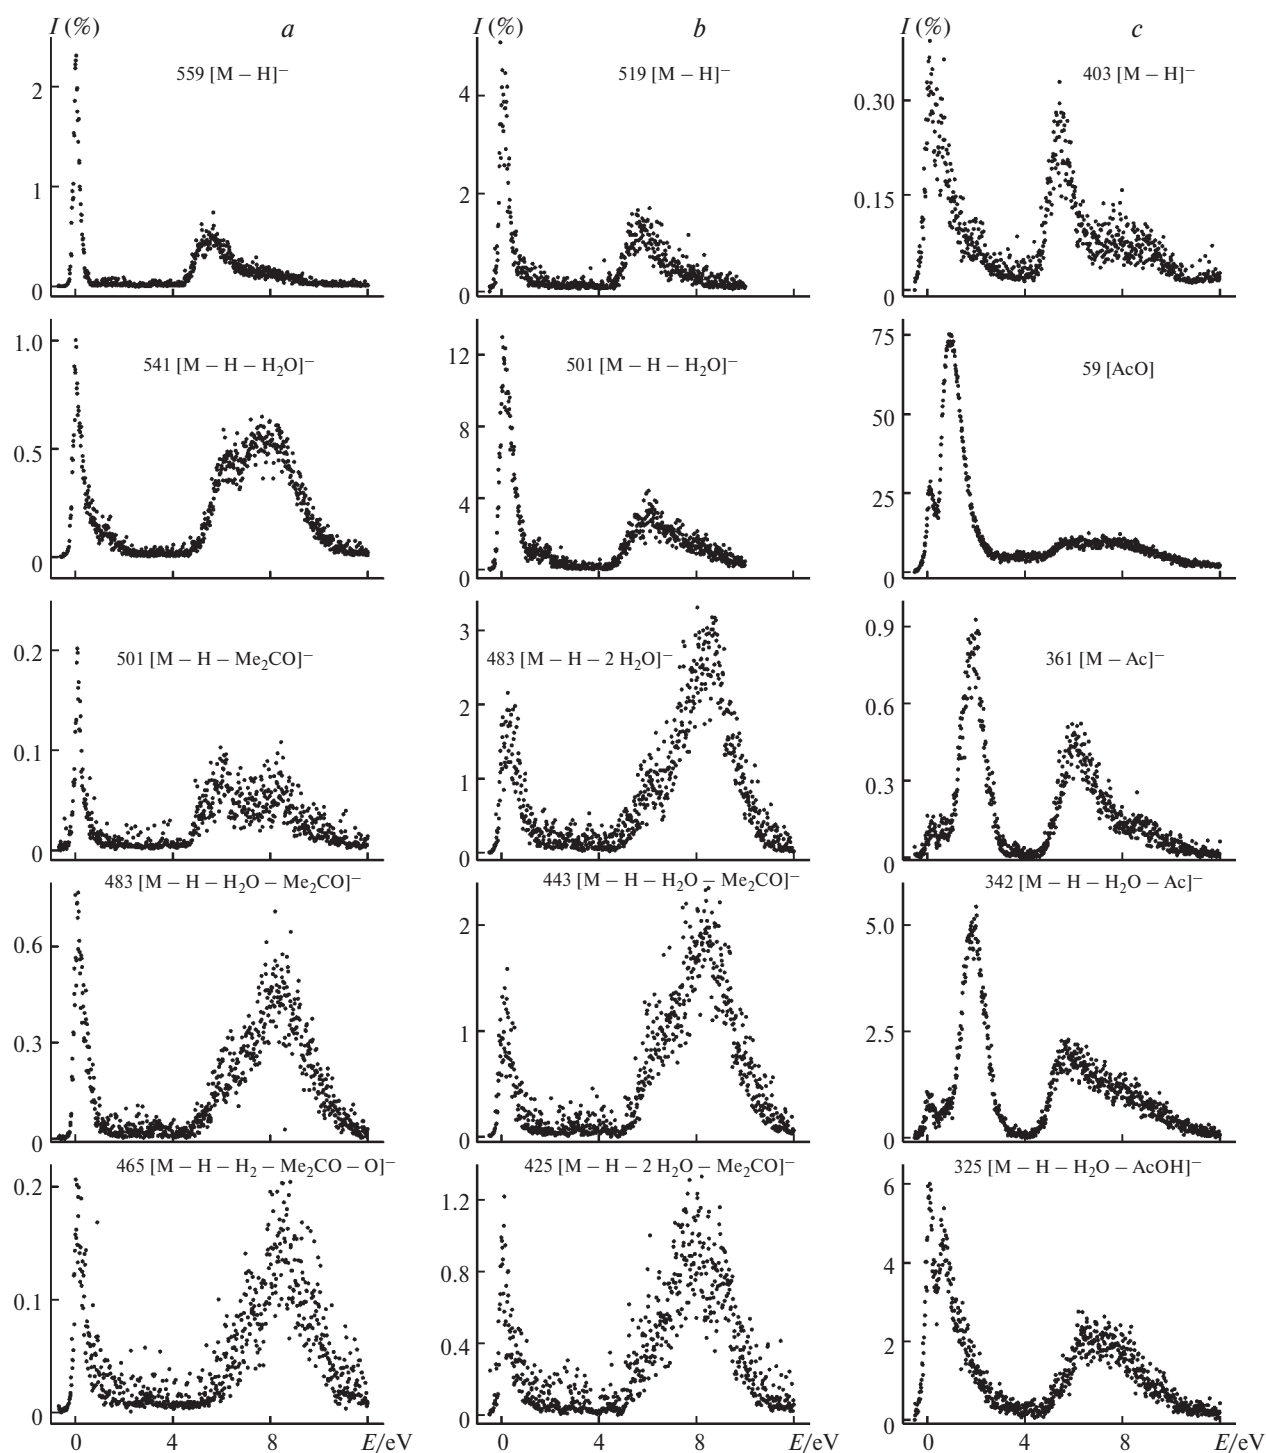 I (%) a
559 [M – H]–
2
1
0
541 [M – H – H2O]–
1.0
0.5
0
501 [M – H – Me2CO]–
0.2
0.1
0
483 [M – H – H2O – Me2CO]–
0.6
0.3
0
465 [M – H – H2 – Me2CO – O]–
0.2
0.1
0
0 4 8 E/eV
I (%) b
519 [M – H]–
4
2
0
501 [M – H – H2O]–
12
8
4
0
483 [M – H – 2 H2O]–
3
2
1
0
443 [M – H – H2O – Me2CO]–
2
1
0
425 [M – H – 2 H2O – Me2CO]–
1.2
0.8
0.4
0
0 4 8 E/eV
I (%) c
403 [M – H]–
0.30
0.15
0
59 [AcO]
75
50
25
0
361 [M – Ac]–
0.9
0.6
0.3
0
342 [M – H – H2O – Ac]–
5.0
2.5
0
325 [M – H – H2O – AcOH]–
6
4
2
0
0 4 8 E/eV